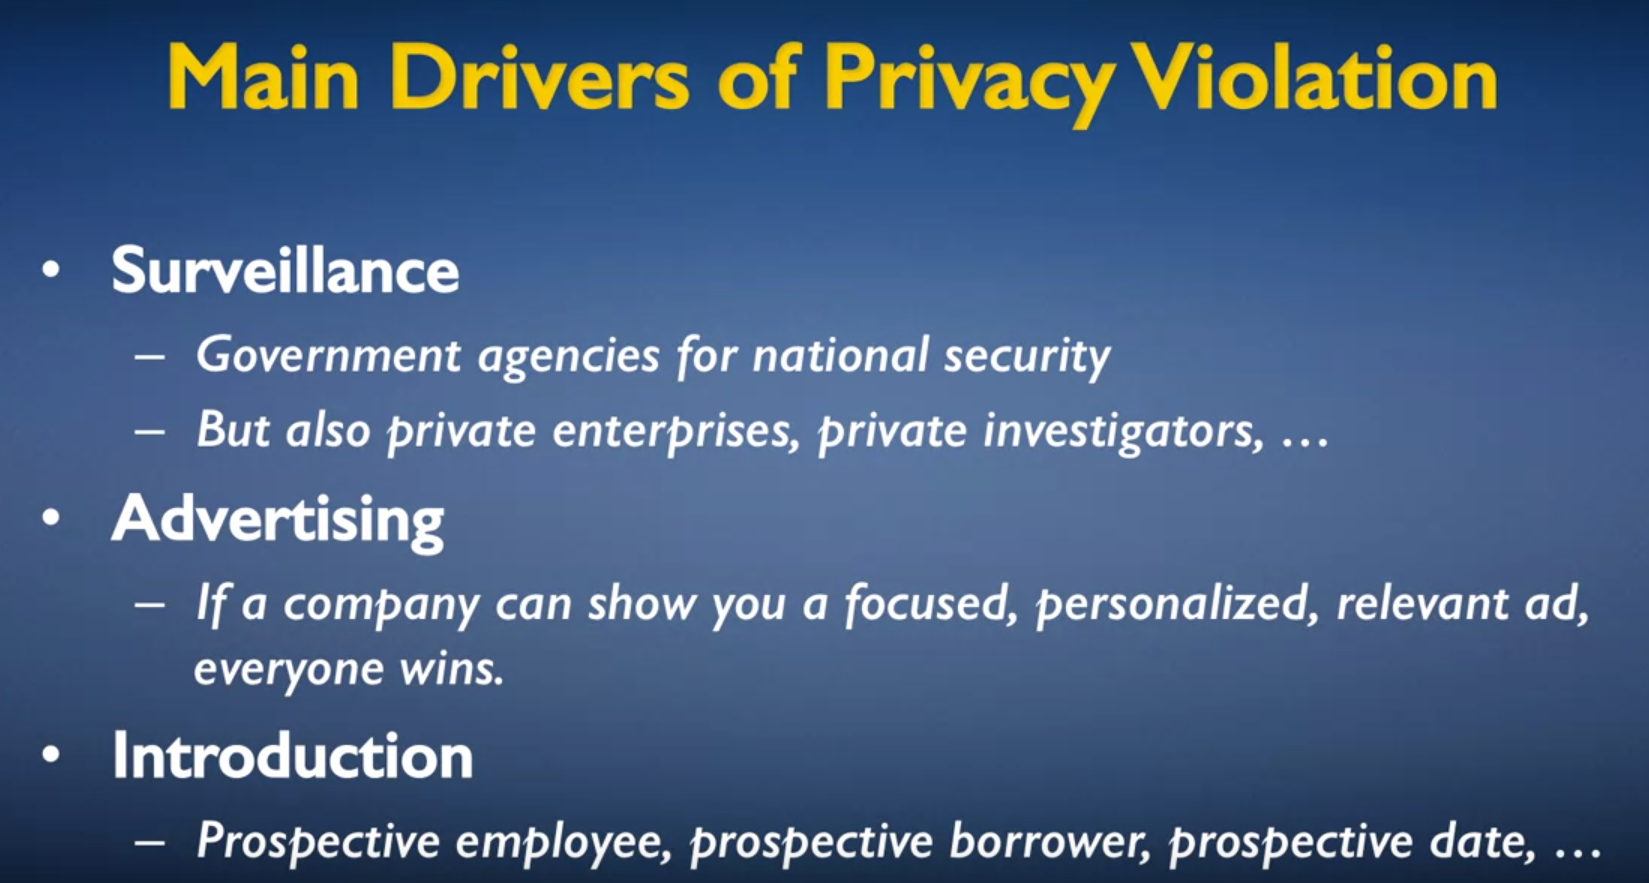 Main Drivers of Privacy Violation
• Surveillance
– Government agencies for national security
– But also private enterprises, private investigators, …
• Advertising
– If a company can show you a focused, personalized, relevant ad,
everyone wins.
• Introduction
– Prospective employee, prospective borrower, prospective date, …